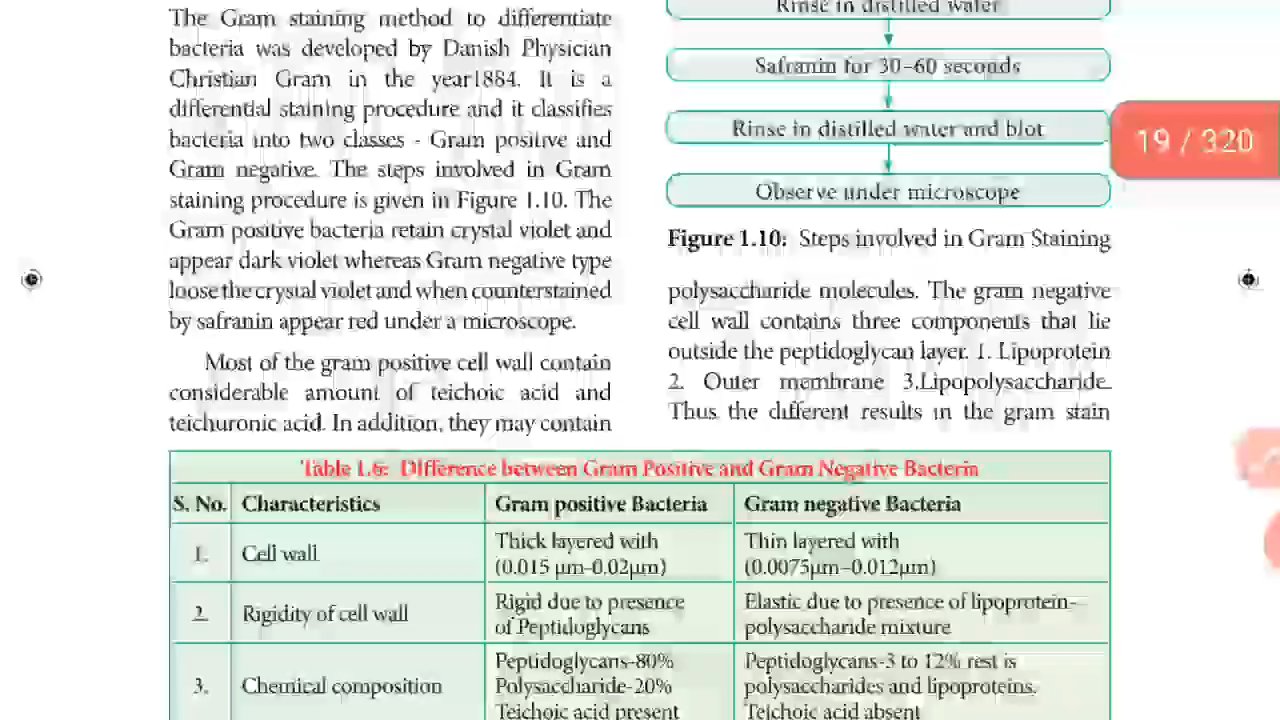 The Gram staining method to differentiate
bacteria was developed by Danish Physician
Christian Gram in the year1884. It is a
differential staining procedure and it classifies
bacteria into two classes - Gram positive and
Gram negative. The steps involved in Gram
staining procedure is given in Figure 1.10. The
Gram positive bacteria retain crystal violet and
appear dark violet whereas Gram negative type
loose the crystal violet and when counterstained
by safranin appear red under a microscope.
Most of the gram positive cell wall contain
considerable amount of teichoic acid and
teichuronic acid. In addition, they may contain
Rinse in distilled water
Safranin for 30-60 seconds
Rinse in distilled water and blot
Observe under microscope
Figure 1.10: Steps involved in Gram Staining
polysaccharide molecules. The gram negative
cell wall contains three components that lie
outside the peptidoglycan layer. 1. Lipoprotein
2. Outer membrane 3.Lipopolysaccharide.
Thus the different results in the gram stain
19 / 320
Table 1.6: Difference between Gram Positive and Gram Negative Bacteria
S. No. Characteristics Gram positive Bacteria Gram negative Bacteria
1. Cell wall Thick layered with Thin layered with
(0.015 µm-0.02µm) (0.0075µm-0.012µm)
2. Rigidity of cell wall Rigid due to presence Elastic due to presence of lipoprotein-
of Peptidoglycans polysaccharide mixture
3. Chemical composition Peptidoglycans-80% Peptidoglycans-3 to 12% rest is
Polysaccharide-20% polysaccharides and lipoproteins.
Teichoic acid present Teichoic acid absent